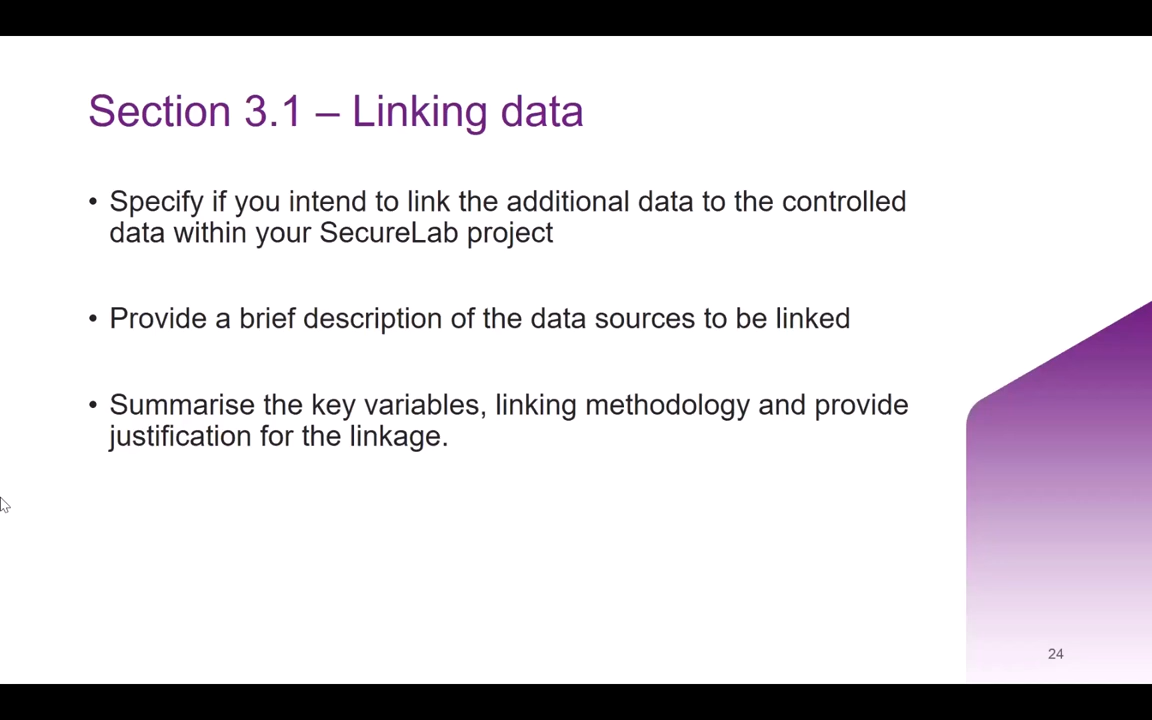 Section 3.1 – Linking data
• Specify if you intend to link the additional data to the controlled
data within your SecureLab project
• Provide a brief description of the data sources to be linked
• Summarise the key variables, linking methodology and provide
justification for the linkage.
24